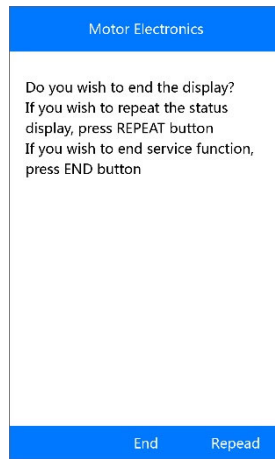 Motor Electronics
Do you wish to end the display?
If you wish to repeat the status
display, press REPEAT button
If you wish to end service function,
press END button
End Repead